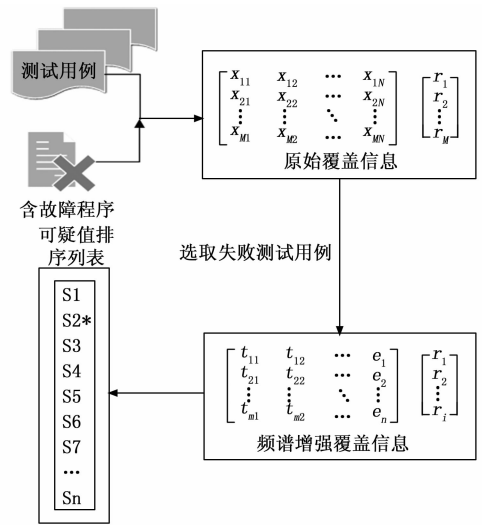 测试用例
含故障程序
x11 x12 … x1N r1
x21 x22 … x2N r2
⋮ ⋮ ⋱ ⋮ ⋮
xM1 xM2 … xMN rM
原始覆盖信息
选取失败测试用例
t11 t12 … e1 r1
t21 t22 … e2 r2
⋮ ⋮ ⋱ ⋮ ⋮
tm1 tm2 … en ri
频谱增强覆盖信息
可疑值排
序列表
S1
S2*
S3
S4
S5
S6
S7
…
Sn